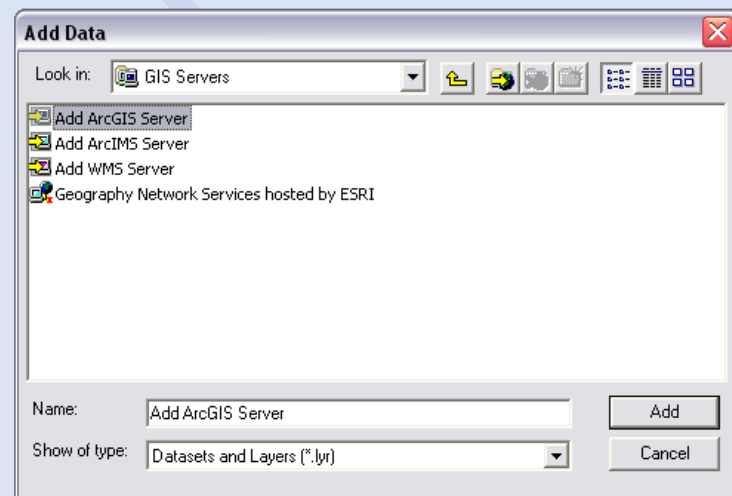 Add Data
Look in: GIS Servers
Add ArcGIS Server
Add ArcIMS Server
Add WMS Server
Geography Network Services hosted by ESRI
Name: Add ArcGIS Server Add
Show of type: Datasets and Layers (*.lyr) Cancel